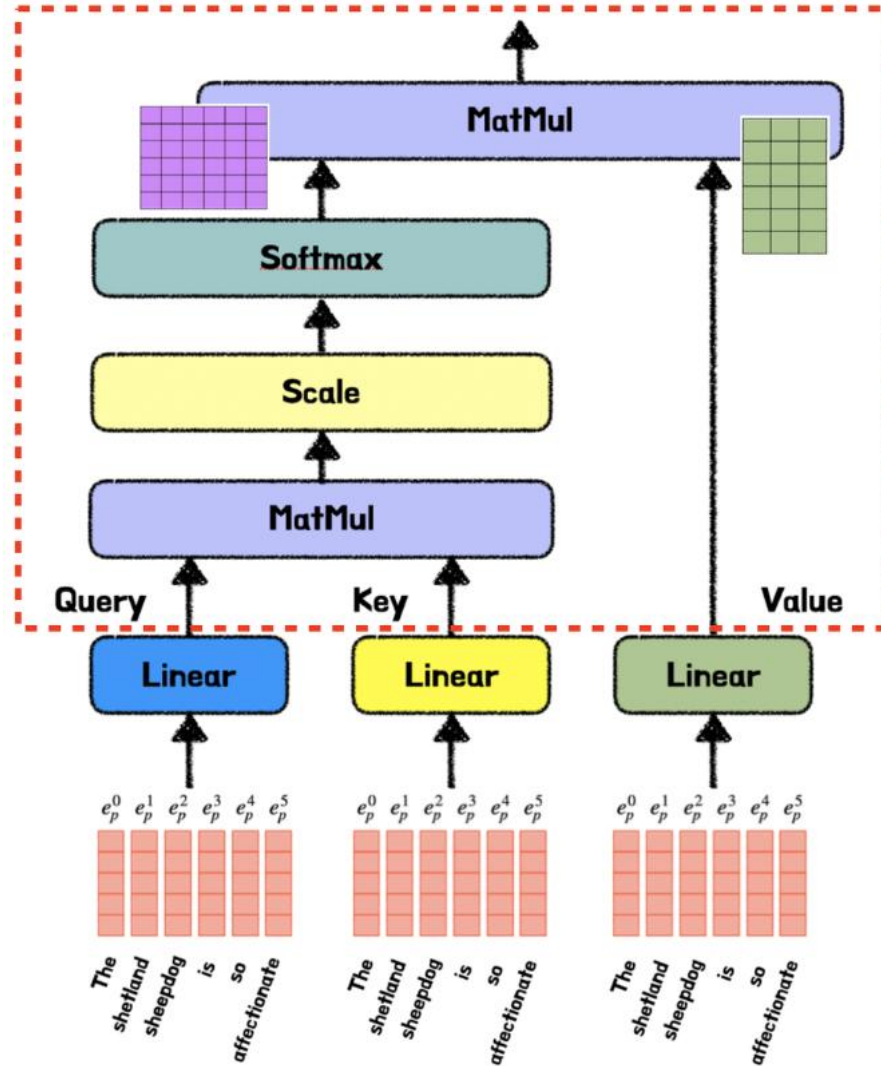 MatMul
Softmax
Scale
MatMul
Query Key Value
Linear Linear Linear
e_p^0 e_p^1 e_p^2 e_p^3 e_p^4 e_p^5 e_p^0 e_p^1 e_p^2 e_p^3 e_p^4 e_p^5 e_p^0 e_p^1 e_p^2 e_p^3 e_p^4 e_p^5
The shetland sheepdog is so affectionate The shetland sheepdog is so affectionate The shetland sheepdog is so affectionate